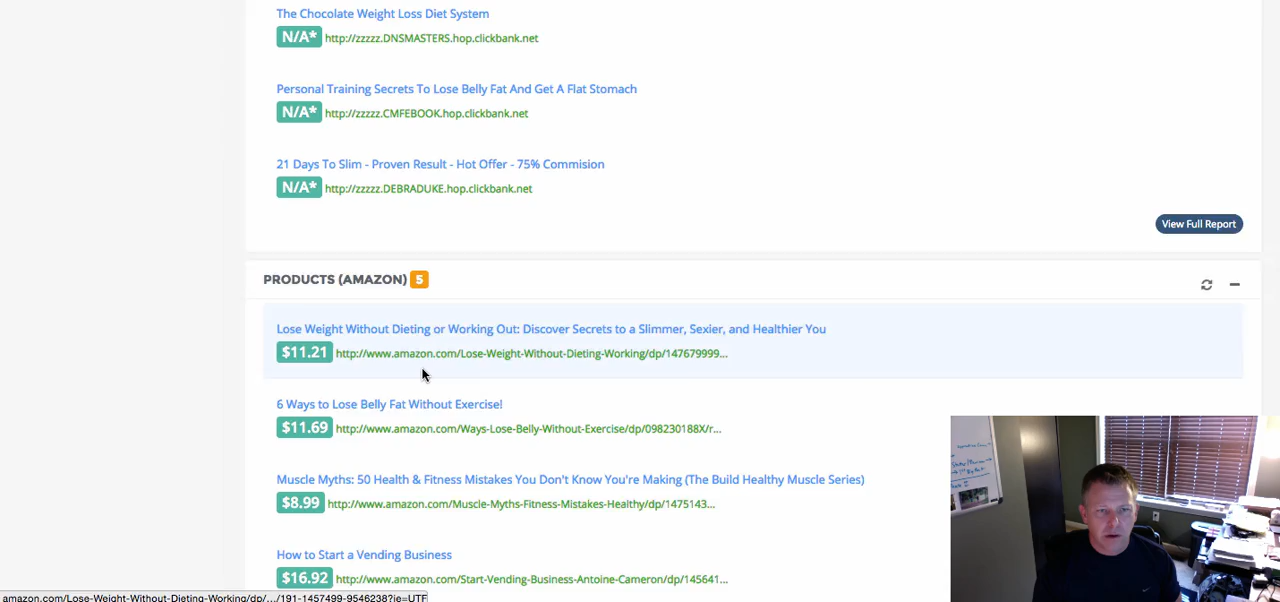 The Chocolate Weight Loss Diet System
N/A* http://zzzzz.DNSMASTERS.hop.clickbank.net
Personal Training Secrets To Lose Belly Fat And Get A Flat Stomach
N/A* http://zzzzz.CMFEBOOK.hop.clickbank.net
21 Days To Slim - Proven Result - Hot Offer - 75% Commision
N/A* http://zzzzz.DEBRADUKE.hop.clickbank.net
View Full Report
PRODUCTS (AMAZON) 5
Lose Weight Without Dieting or Working Out: Discover Secrets to a Slimmer, Sexier, and Healthier You
$11.21 http://www.amazon.com/Lose-Weight-Without-Dieting-Working/dp/147679999...
6 Ways to Lose Belly Fat Without Exercise!
$11.69 http://www.amazon.com/Ways-Lose-Belly-Without-Exercise/dp/098230188X/r...
Muscle Myths: 50 Health & Fitness Mistakes You Don't Know You're Making (The Build Healthy Muscle Series)
$8.99 http://www.amazon.com/Muscle-Myths-Fitness-Mistakes-Healthy/dp/1475143...
How to Start a Vending Business
$16.92 http://www.amazon.com/Start-Vending-Business-Antoine-Cameron/dp/145641...
amazon.com/Lose-Weight-Without-Dieting-Working/dp/.../191-1457499-9546238?ie=UTF